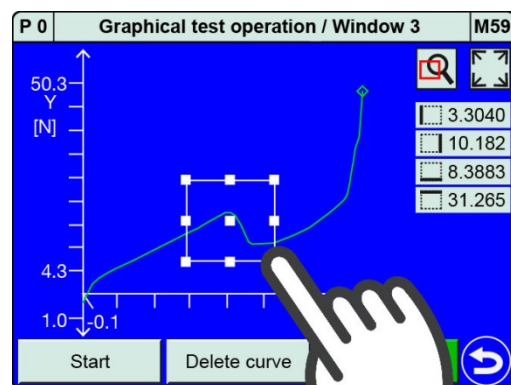 P 0 Graphical test operation / Window 3 M59
50.3
Y
[N]
3.3040
10.182
8.3883
31.265
4.3
1.0 -0.1
Start Delete curve